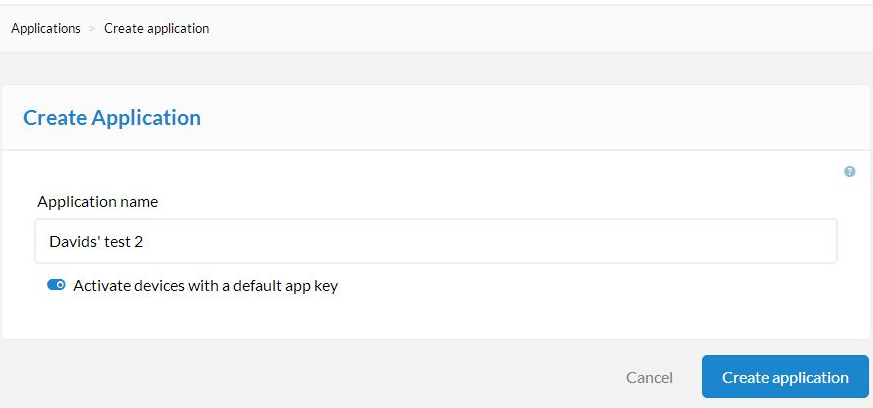 Applications > Create application
Create Application
?
Application name
Davids' test 2
Activate devices with a default app key
Cancel Create application